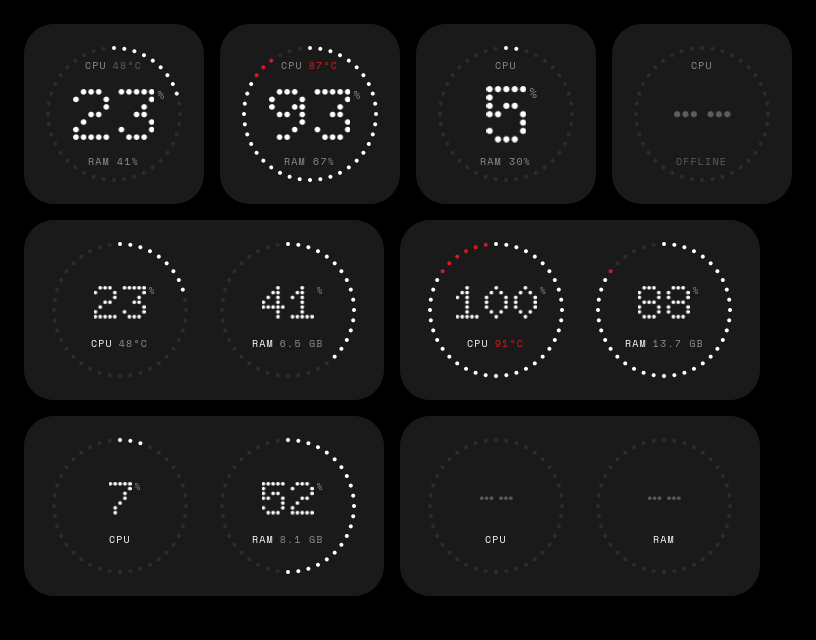 CPU 48°C
23%
RAM 41%
CPU 87°C
93%
RAM 67%
CPU
5%
RAM 30%
CPU
-- --
OFFLINE
23%
CPU 48°C
41%
RAM 6.5 GB
100%
CPU 91°C
88%
RAM 13.7 GB
7%
CPU
52%
RAM 8.1 GB
-- --
CPU
-- --
RAM